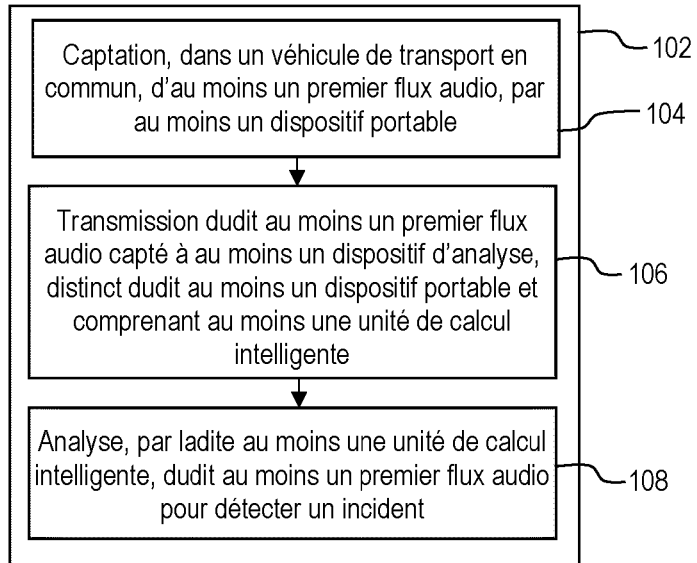 Captation, dans un véhicule de transport en
commun, d'au moins un premier flux audio, par
au moins un dispositif portable
102
104
Transmission dudit au moins un premier flux
audio capté à au moins un dispositif d'analyse,
distinct dudit au moins un dispositif portable et
comprenant au moins une unité de calcul
intelligente
106
Analyse, par ladite au moins une unité de calcul
intelligente, dudit au moins un premier flux audio
pour détecter un incident
108